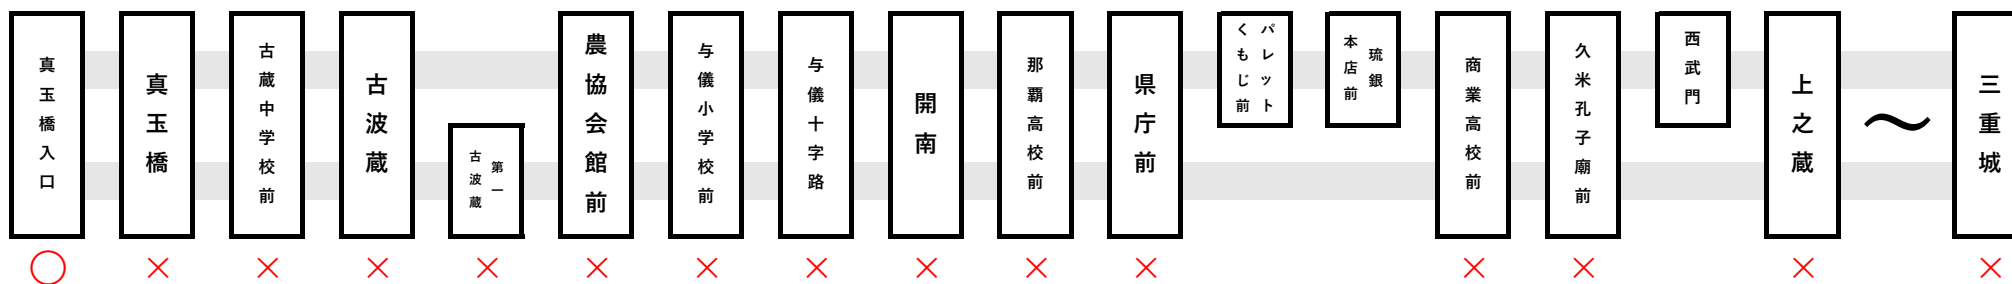 真玉橋入口
真玉橋
古蔵中学校前
古波蔵
第一
古波蔵
農協会館前
与儀小学校前
与儀十字路
開南
那覇高校前
県庁前
パレット
くもじ前
琉銀
本店前
商業高校前
久米孔子廟前
西武門
上之蔵
〜
三重城
○ × × × × × × × × × × × × × ×